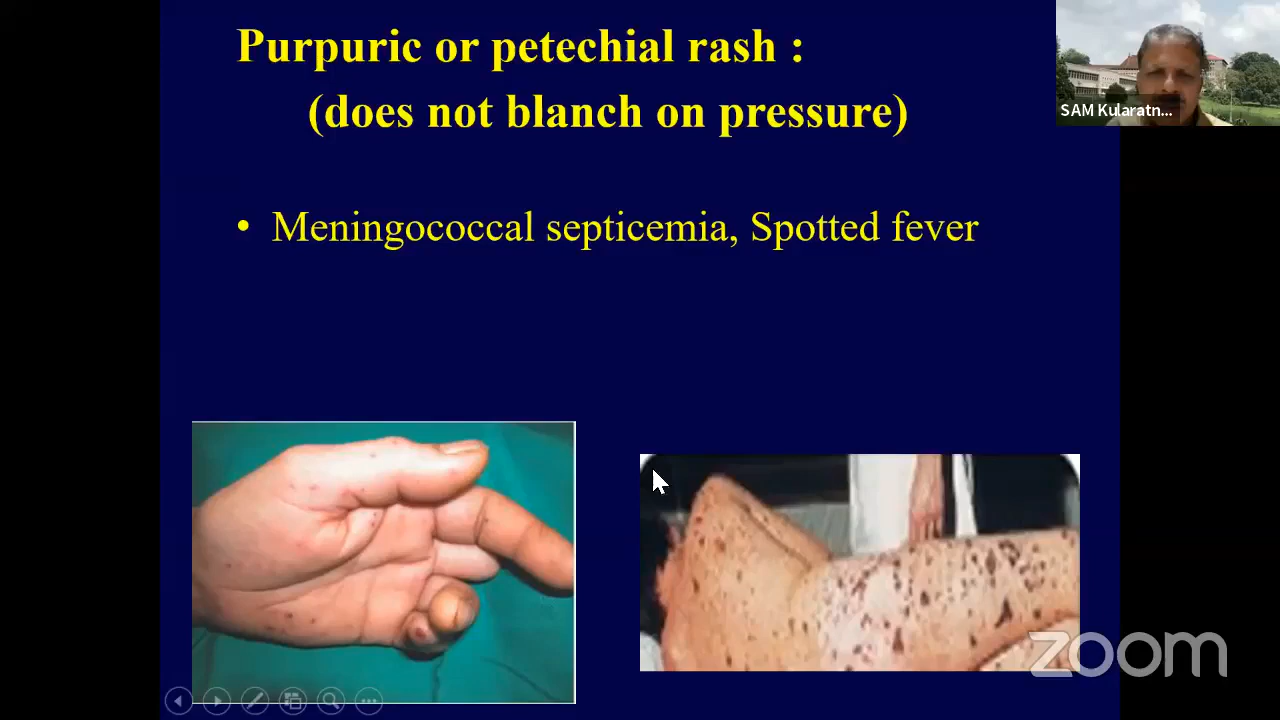 Purpuric or petechial rash :
(does not blanch on pressure)
• Meningococcal septicemia, Spotted fever
SAM Kularatn...
zoom